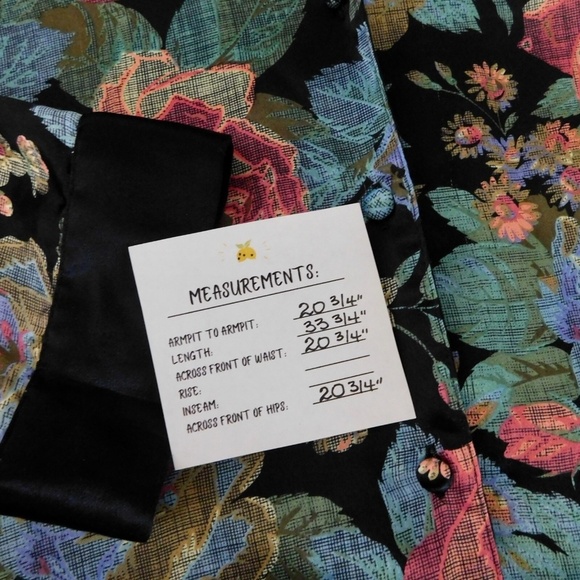 MEASUREMENTS:
ARMPIT TO ARMPIT: 20 3/4"
LENGTH: 33 3/4"
ACROSS FRONT OF WAIST: 20 3/4"
RISE:
INSEAM:
ACROSS FRONT OF HIPS: 20 3/4"